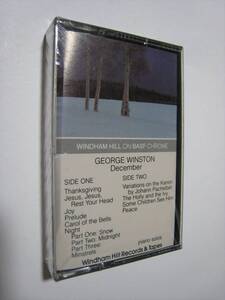 WINDHAM HILL ON BASF CHROME
GEORGE WINSTON
December
SIDE ONE
Thanksgiving
Jesus, Jesus,
Rest Your Head
Joy
Prelude
Carol of the Bells
Night
Part One: Snow
Part Two: Midnight
Part Three:
Minstrels
SIDE TWO
Variations on the Kanon
by Johann Pachelbel
The Holly and the Ivy
Some Children See Him
Peace
piano solos
Windham Hill Records & Tapes